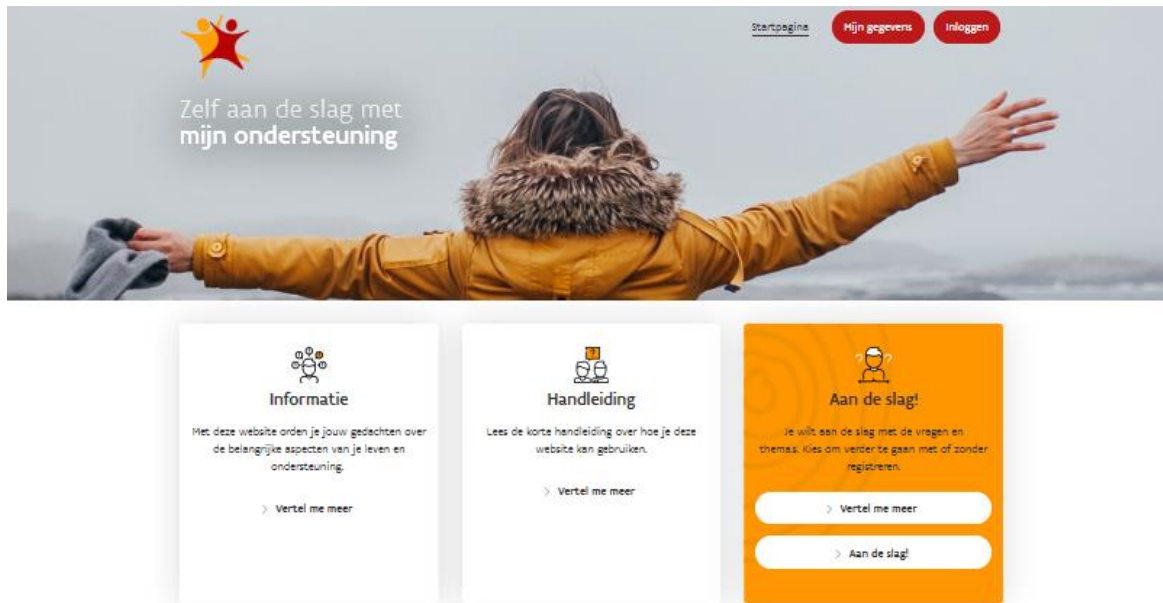 Startpagina
Mijn gegevens
Inloggen
Zelf aan de slag met
mijn ondersteuning
Informatie
Met deze website orden je jouw gedachten over
de belangrijke aspecten van je leven en
ondersteuning.
Vertel me meer
Handleiding
Lees de korte handleiding over hoe je deze
website kan gebruiken.
Vertel me meer
Aan de slag!
Je wilt aan de slag met de vragen en
thema's. Kies om verder te gaan met of zonder
registreren.
Vertel me meer
Aan de slag!